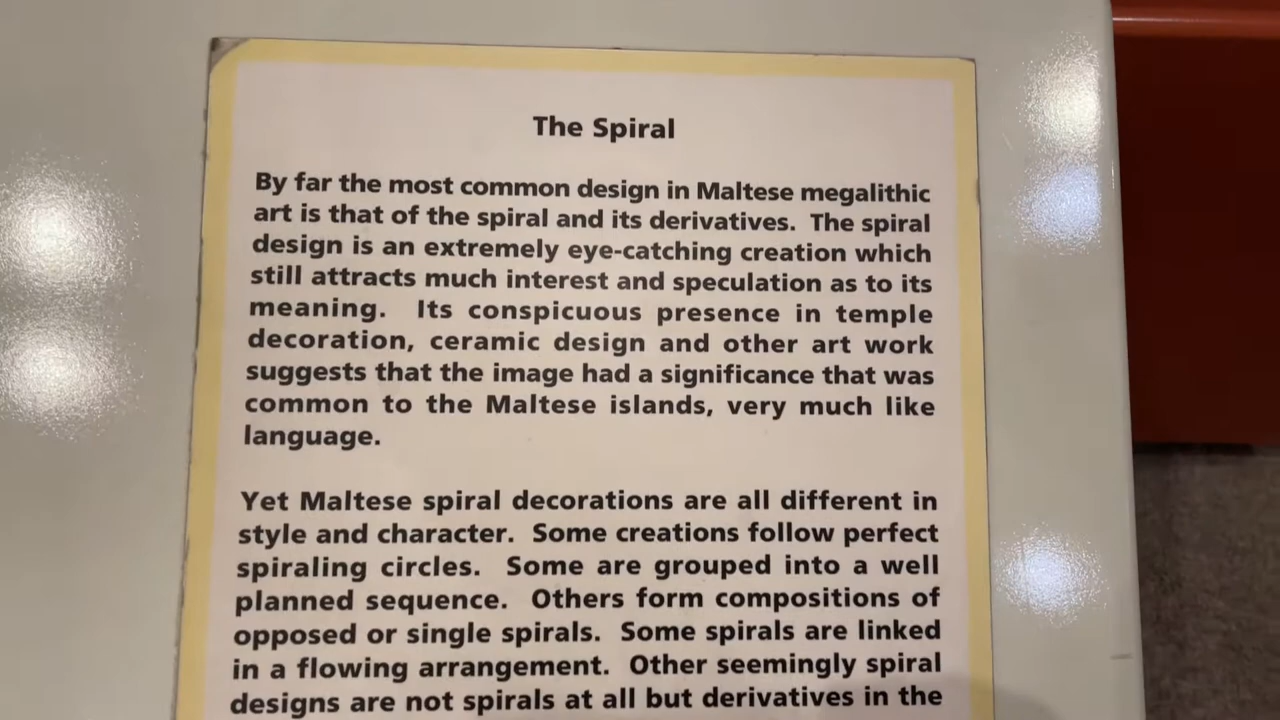 The Spiral
By far the most common design in Maltese megalithic
art is that of the spiral and its derivatives. The spiral
design is an extremely eye-catching creation which
still attracts much interest and speculation as to its
meaning. Its conspicuous presence in temple
decoration, ceramic design and other art work
suggests that the image had a significance that was
common to the Maltese islands, very much like
language.
Yet Maltese spiral decorations are all different in
style and character. Some creations follow perfect
spiraling circles. Some are grouped into a well
planned sequence. Others form compositions of
opposed or single spirals. Some spirals are linked
in a flowing arrangement. Other seemingly spiral
designs are not spirals at all but derivatives in the